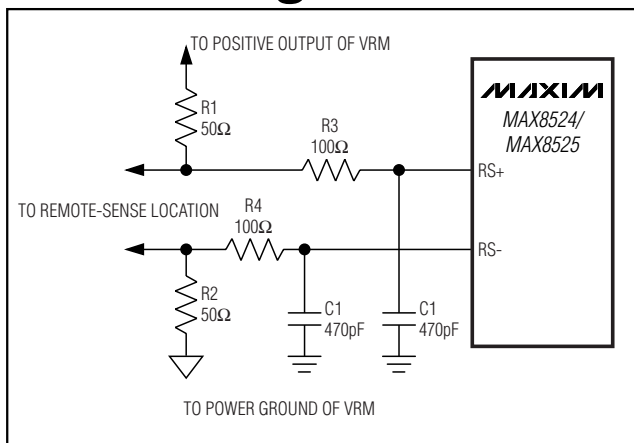 TO POSITIVE OUTPUT OF VRM
R1
50Ω
R3
100Ω
MAXIM
MAX8524/
MAX8525
RS+
TO REMOTE-SENSE LOCATION
R4
100Ω
RS-
R2
50Ω
C1
470pF
C1
470pF
TO POWER GROUND OF VRM